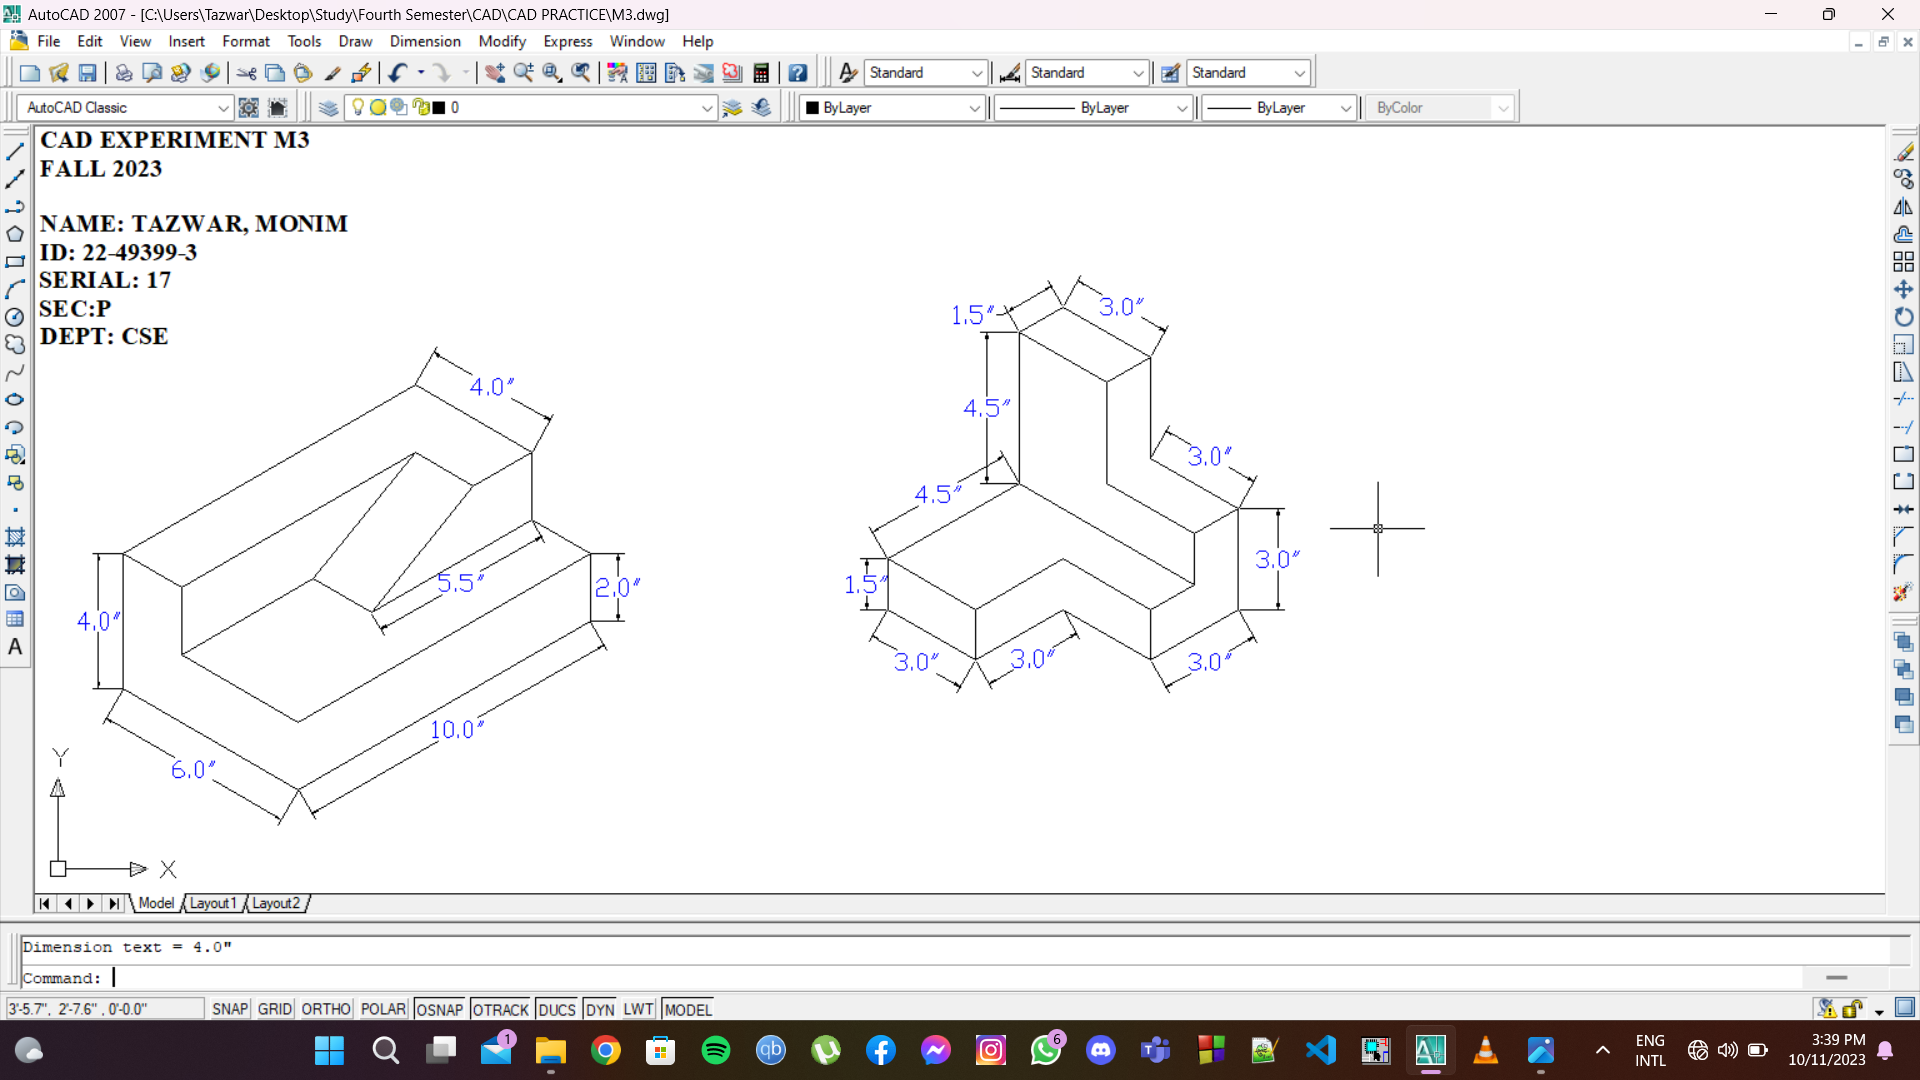 AutoCAD 2007 - [C:\Users\Tazwar\Desktop\Study\Fourth Semester\CAD\CAD PRACTICE\M3.dwg]
File Edit View Insert Format Tools Draw Dimension Modify Express Window Help
Standard Standard Standard
AutoCAD Classic 0 ByLayer ByLayer ByLayer ByColor
CAD EXPERIMENT M3
FALL 2023
NAME: TAZWAR, MONIM
ID: 22-49399-3
SERIAL: 17
SEC:P
DEPT: CSE
4.0"
5.5"
2.0"
4.0"
10.0"
6.0"
1.5"
3.0"
4.5"
3.0"
4.5"
3.0"
1.5"
3.0"
3.0"
3.0"
Y
X
A
Model Layout1 Layout2
Dimension text = 4.0"
Command:
3'-5.7", 2'-7.6" , 0'-0.0" SNAP GRID ORTHO POLAR OSNAP OTRACK DUCS DYN LWT MODEL
1
qb
6
ENG
INTL
3:39 PM
10/11/2023